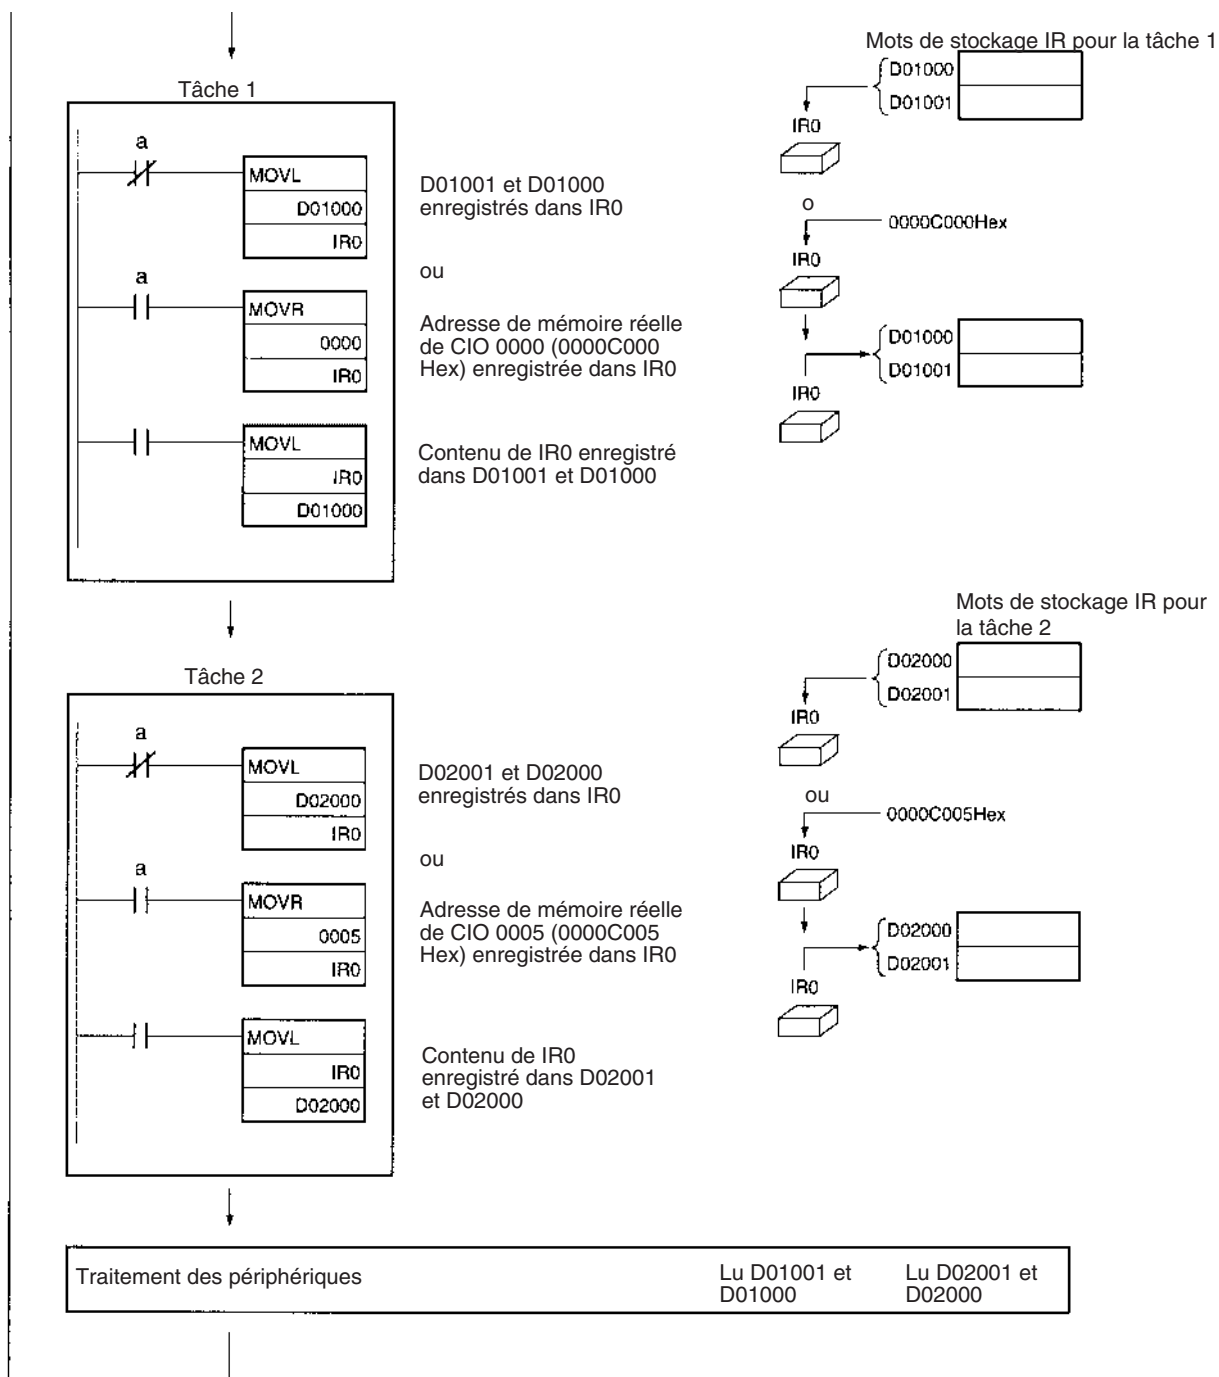 Mots de stockage IR pour la tâche 1
D01000
D01001
IR0
o
0000C000Hex
IR0
D01000
D01001
IR0
Tâche 1
a
MOVL
D01000
IR0
D01001 et D01000
enregistrés dans IR0
ou
a
MOVR
0000
IR0
Adresse de mémoire réelle
de CIO 0000 (0000C000
Hex) enregistrée dans IR0
MOVL
IR0
D01000
Contenu de IR0 enregistré
dans D01001 et D01000
Mots de stockage IR pour
la tâche 2
D02000
D02001
IR0
ou
0000C005Hex
IR0
D02000
D02001
IR0
Tâche 2
a
MOVL
D02000
IR0
D02001 et D02000
enregistrés dans IR0
ou
a
MOVR
0005
IR0
Adresse de mémoire réelle
de CIO 0005 (0000C005
Hex) enregistrée dans IR0
MOVL
IR0
D02000
Contenu de IR0
enregistré dans D02001
et D02000
Traitement des périphériques
Lu D01001 et
D01000
Lu D02001 et
D02000